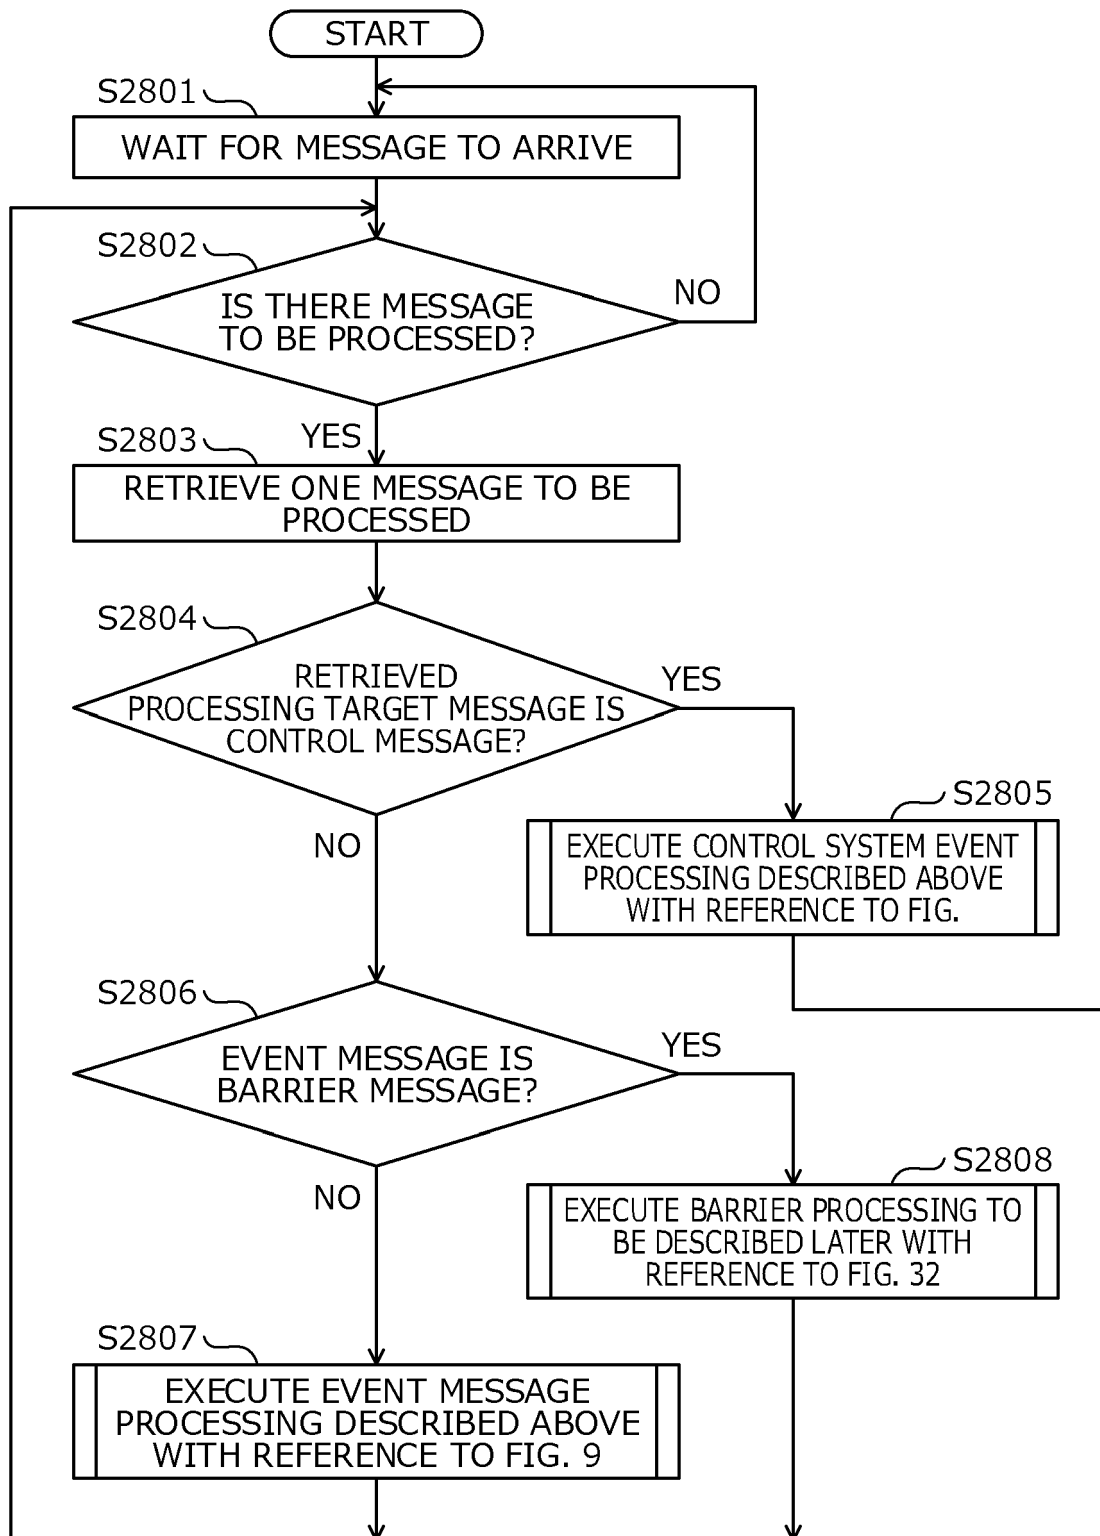 START
S2801
WAIT FOR MESSAGE TO ARRIVE
S2802
IS THERE MESSAGE
TO BE PROCESSED?
NO
YES
S2803
RETRIEVE ONE MESSAGE TO BE
PROCESSED
S2804
RETRIEVED
PROCESSING TARGET MESSAGE IS
CONTROL MESSAGE?
YES
NO
S2805
EXECUTE CONTROL SYSTEM EVENT
PROCESSING DESCRIBED ABOVE
WITH REFERENCE TO FIG.
S2806
EVENT MESSAGE IS
BARRIER MESSAGE?
YES
NO
S2808
EXECUTE BARRIER PROCESSING TO
BE DESCRIBED LATER WITH
REFERENCE TO FIG. 32
S2807
EXECUTE EVENT MESSAGE
PROCESSING DESCRIBED ABOVE
WITH REFERENCE TO FIG. 9